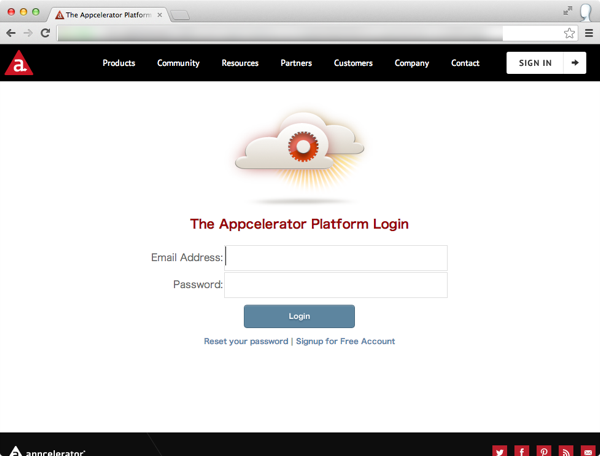 The Appcelerator Platform
Products Community Resources Partners Customers Company Contact SIGN IN
The Appcelerator Platform Login
Email Address:
Password:
Login
Reset your password | Signup for Free Account
appcelerator